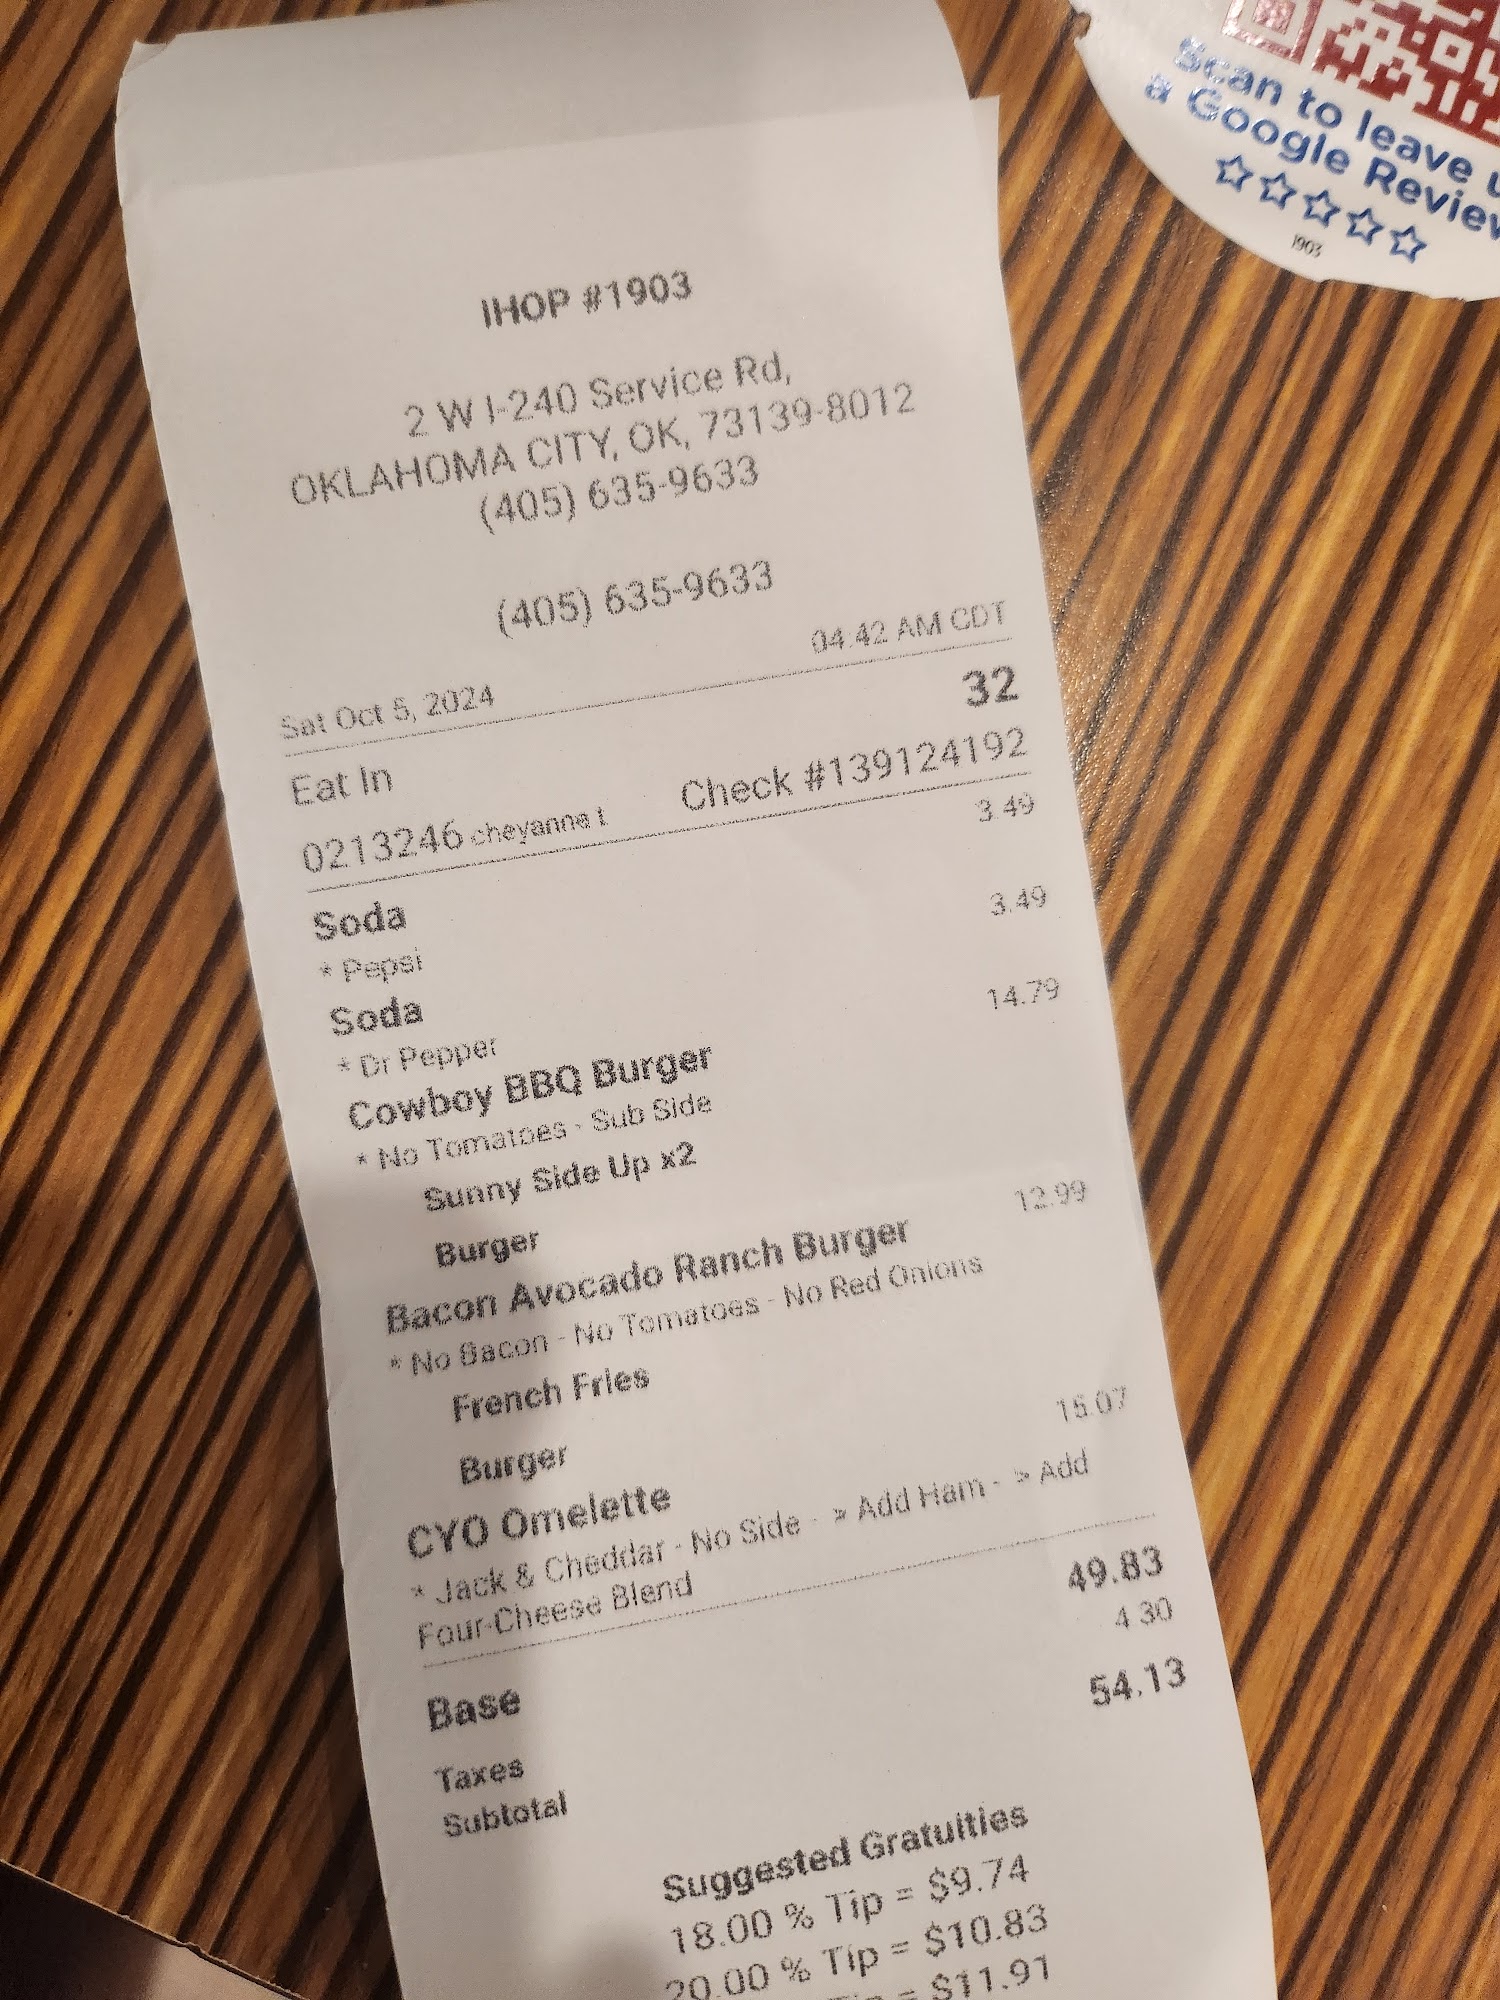 Scan to leave
a Google Review
1903
IHOP #1903
2 W I-240 Service Rd,
OKLAHOMA CITY, OK, 73139-8012
(405) 635-9633
(405) 635-9633
Sat Oct 5, 2024 04:42 AM CDT
Eat In 32
0213246 cheyanne t Check #139124192
Soda 3.49
* Pepsi
Soda 3.49
* Dr Pepper
Cowboy BBQ Burger 14.79
* No Tomatoes - Sub Side
Sunny Side Up x2
Burger
Bacon Avocado Ranch Burger 12.99
* No Bacon - No Tomatoes - No Red Onions
French Fries
Burger
CYO Omelette 15.07
* Jack & Cheddar - No Side - > Add Ham - > Add
Four-Cheese Blend
Base 49.83
Taxes 4.30
Subtotal 54.13
Suggested Gratuities
18.00 % Tip = $9.74
20.00 % Tip = $10.83
= $11.91